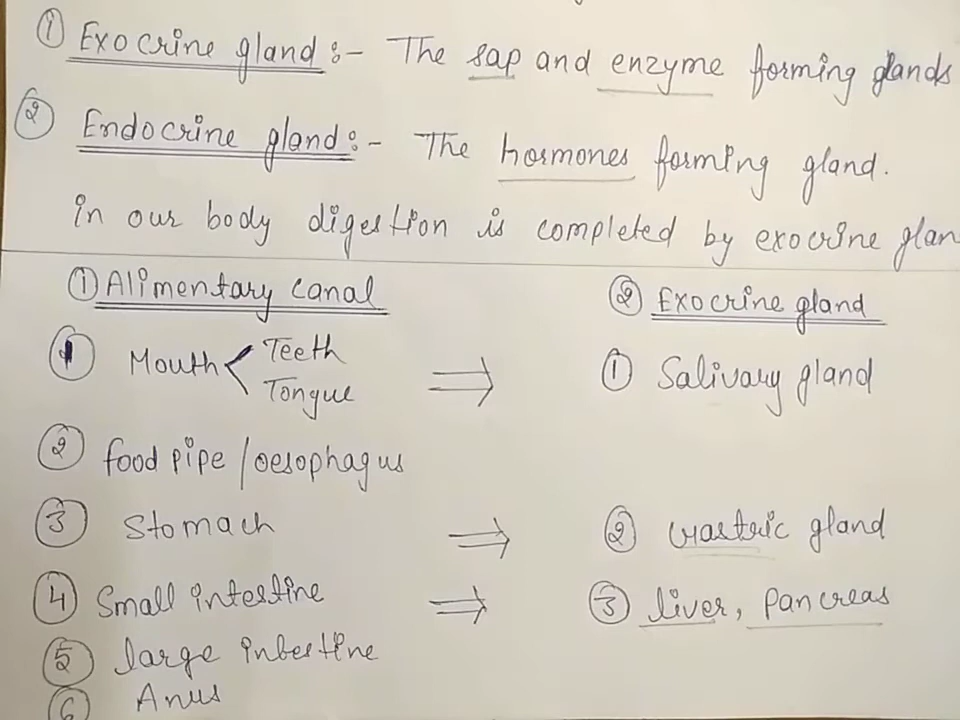 ① Exocrine gland :- The sap and enzyme forming glands
② Endocrine gland :- The hormones forming gland.
in our body digestion is completed by exocrine glan
① Alimentary canal
② Exocrine gland
① Mouth < Teeth
Tongue
⇒ ① Salivary gland
② food pipe / oesophagus
③ Stomach ⇒ ② Gastric gland
④ Small intestine ⇒ ③ liver, pancreas
⑤ large intestine
⑥ Anus